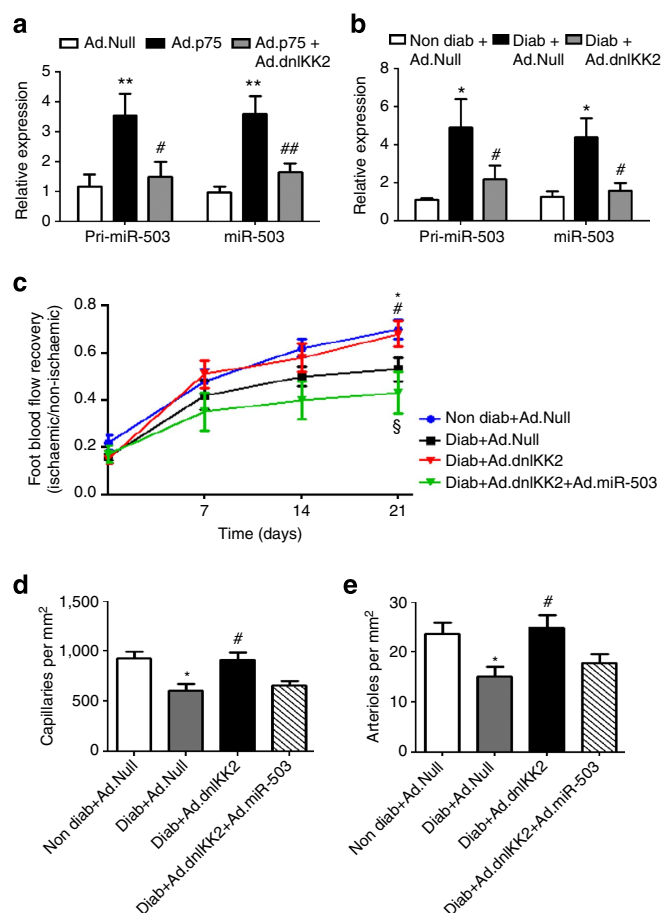 a
Ad.Null
Ad.p75
Ad.p75 +
Ad.dnIKK2
Relative expression
5
4
3
2
1
0
**
#
**
##
Pri-miR-503
miR-503
b
Non diab +
Ad.Null
Diab +
Ad.Null
Diab +
Ad.dnIKK2
Relative expression
8
6
4
2
0
*
#
*
#
Pri-miR-503
miR-503
c
Foot blood flow recovery
(ischaemic/non-ischaemic)
0.8
0.6
0.4
0.2
0.0
*
#
§
7
14
21
Time (days)
Non diab+Ad.Null
Diab+Ad.Null
Diab+Ad.dnIKK2
Diab+Ad.dnIKK2+Ad.miR-503
d
Capillaries per mm²
1,500
1,000
500
0
*
#
Non diab+Ad.Null
Diab+Ad.Null
Diab+Ad.dnIKK2
Diab+Ad.dnIKK2+Ad.miR-503
e
Arterioles per mm²
30
20
10
0
*
#
Non diab+Ad.Null
Diab+Ad.Null
Diab+Ad.dnIKK2
Diab+Ad.dnIKK2+Ad.miR-503